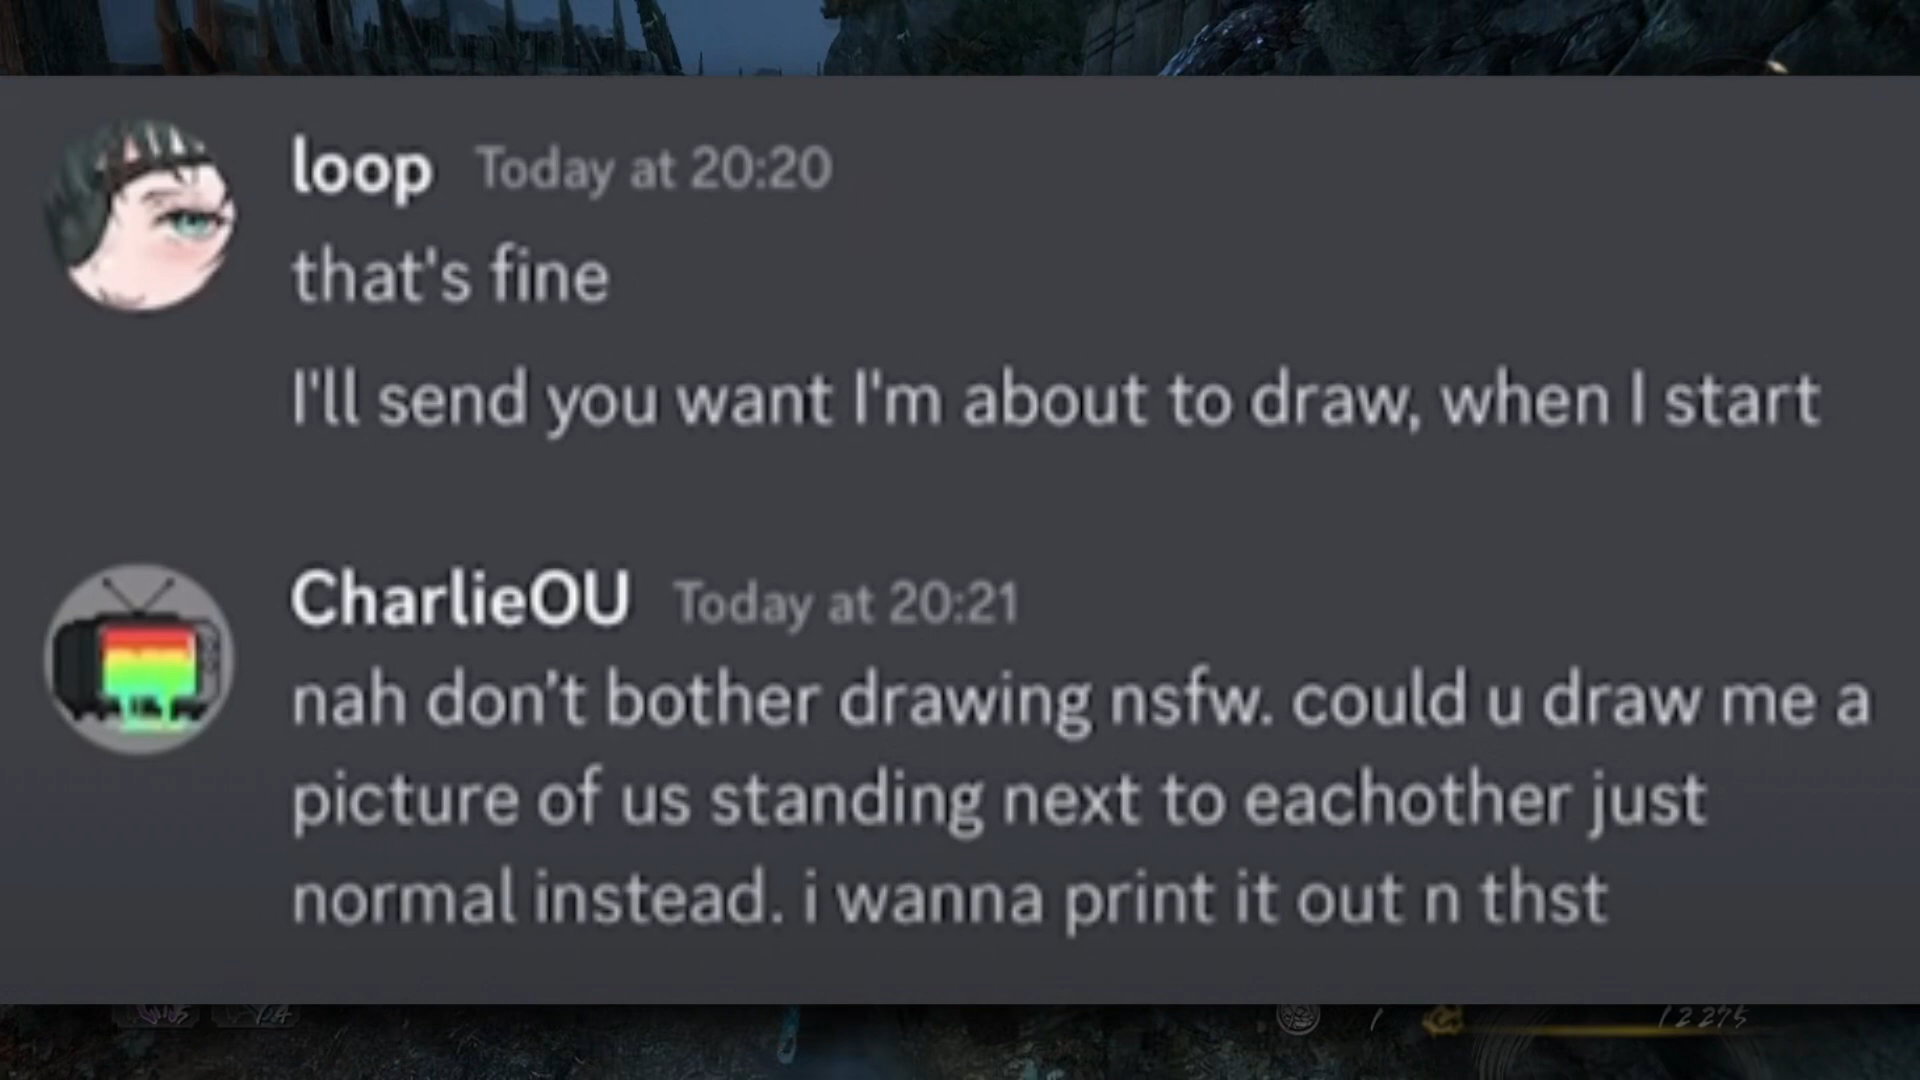 loop Today at 20:20
that's fine
I'll send you want I'm about to draw, when I start
CharlieOU Today at 20:21
nah don't bother drawing nsfw. could u draw me a
picture of us standing next to eachother just
normal instead. i wanna print it out n thst
1 12275